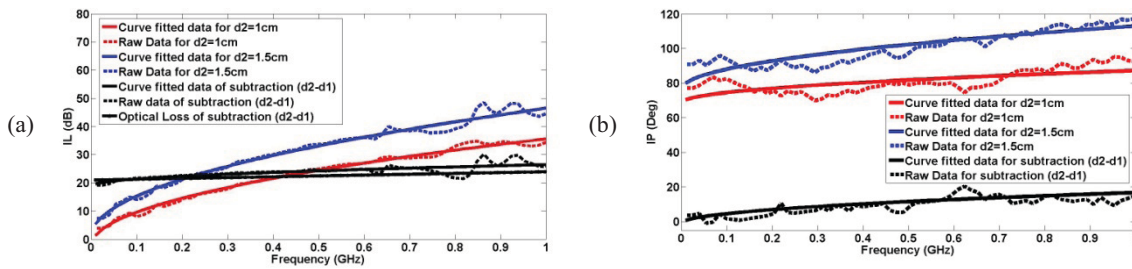 (a)
IL (dB)
80
70
60
50
40
30
20
10
0
Curve fitted data for d2=1cm
Raw Data for d2=1cm
Curve fitted data for d2=1.5cm
Raw Data for d2=1.5cm
Curve fitted data of subtraction (d2-d1)
Raw data of subtraction (d2-d1)
Optical Loss of subtraction (d2-d1)
0 0.1 0.2 0.3 0.4 0.5 0.6 0.7 0.8 0.9 1
Frequency (GHz)
(b)
IP (Deg)
120
100
80
60
40
20
0
Curve fitted data for d2=1cm
Raw Data for d2=1cm
Curve fitted data for d2=1.5cm
Raw Data for d2=1.5cm
Curve fitted data for subtraction (d2-d1)
Raw Data for subtraction (d2-d1)
0 0.1 0.2 0.3 0.4 0.5 0.6 0.7 0.8 0.9 1
Frequency (GHz)